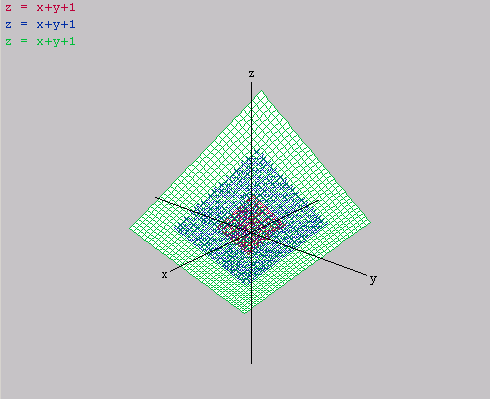 z = x+y+1
z = x+y+1
z = x+y+1
z
x
y